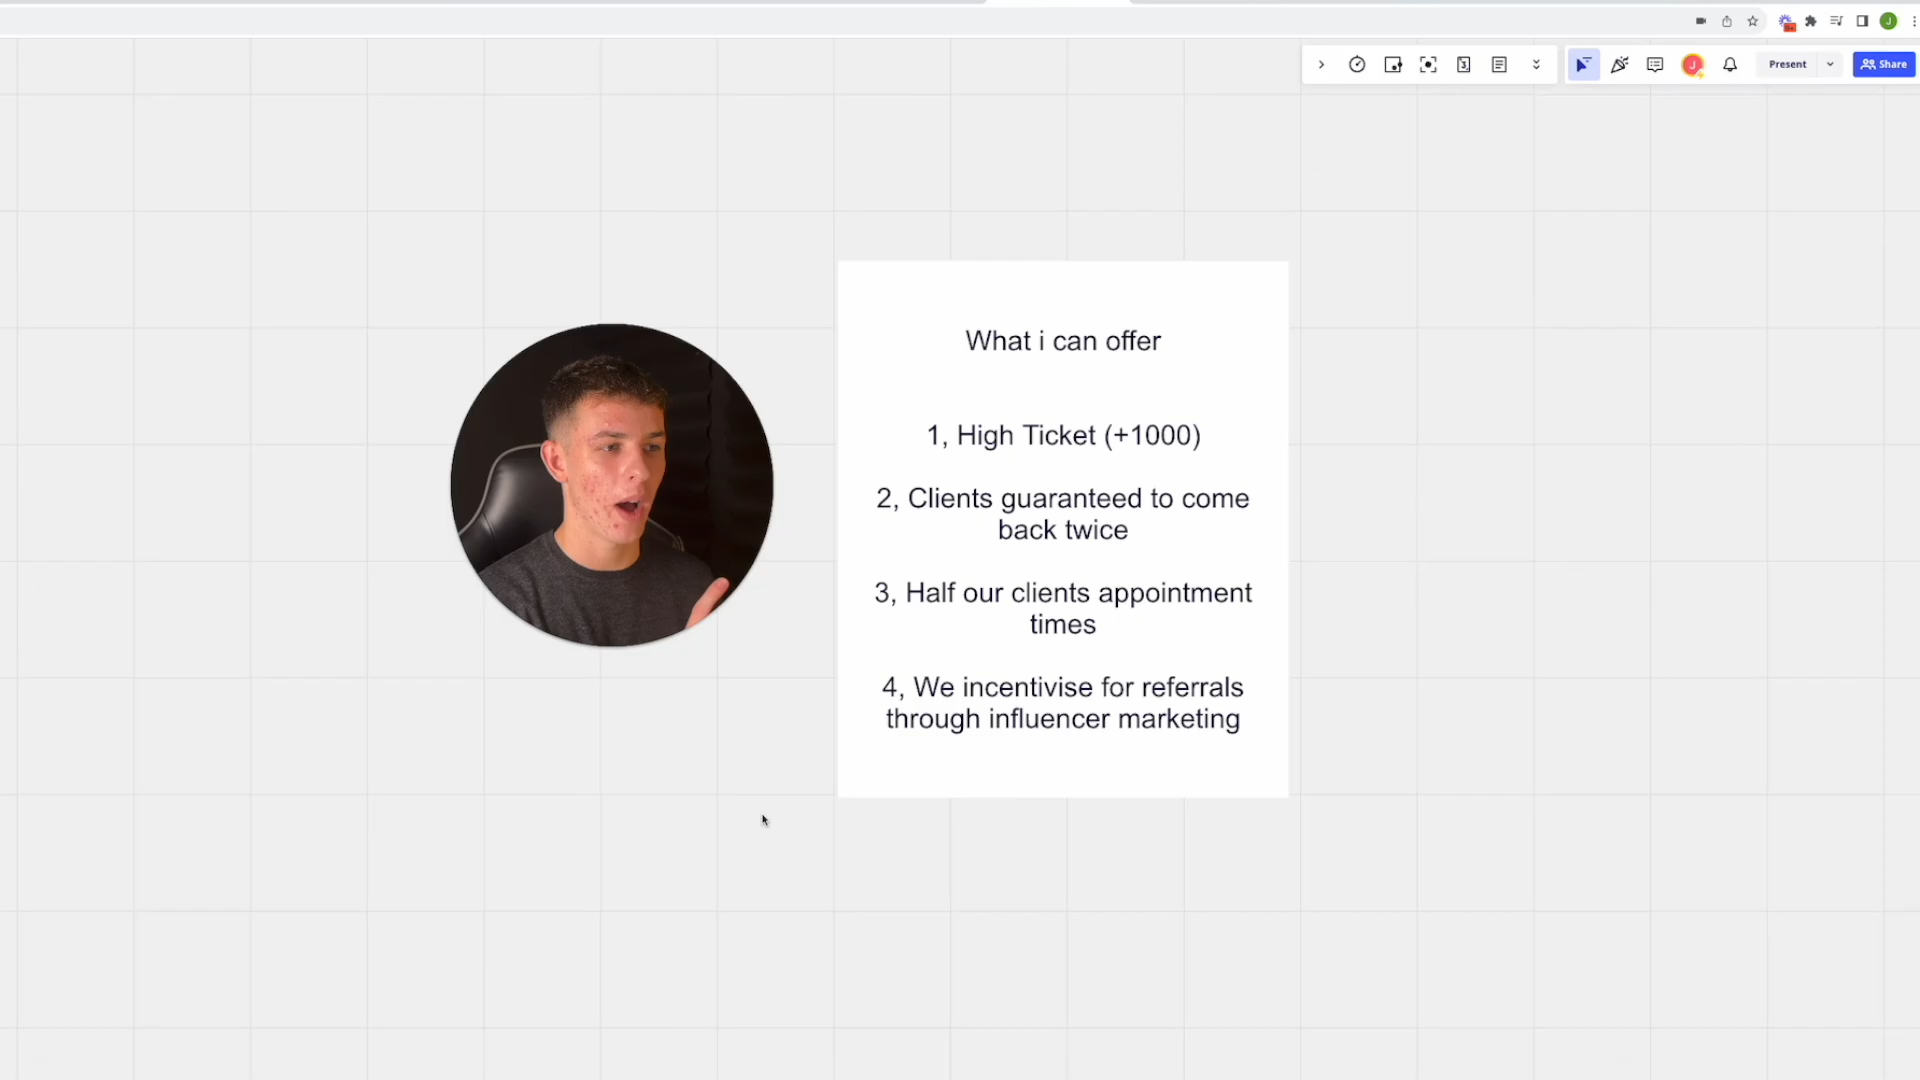 Present
Share
What i can offer
1, High Ticket (+1000)
2, Clients guaranteed to come
back twice
3, Half our clients appointment
times
4, We incentivise for referrals
through influencer marketing